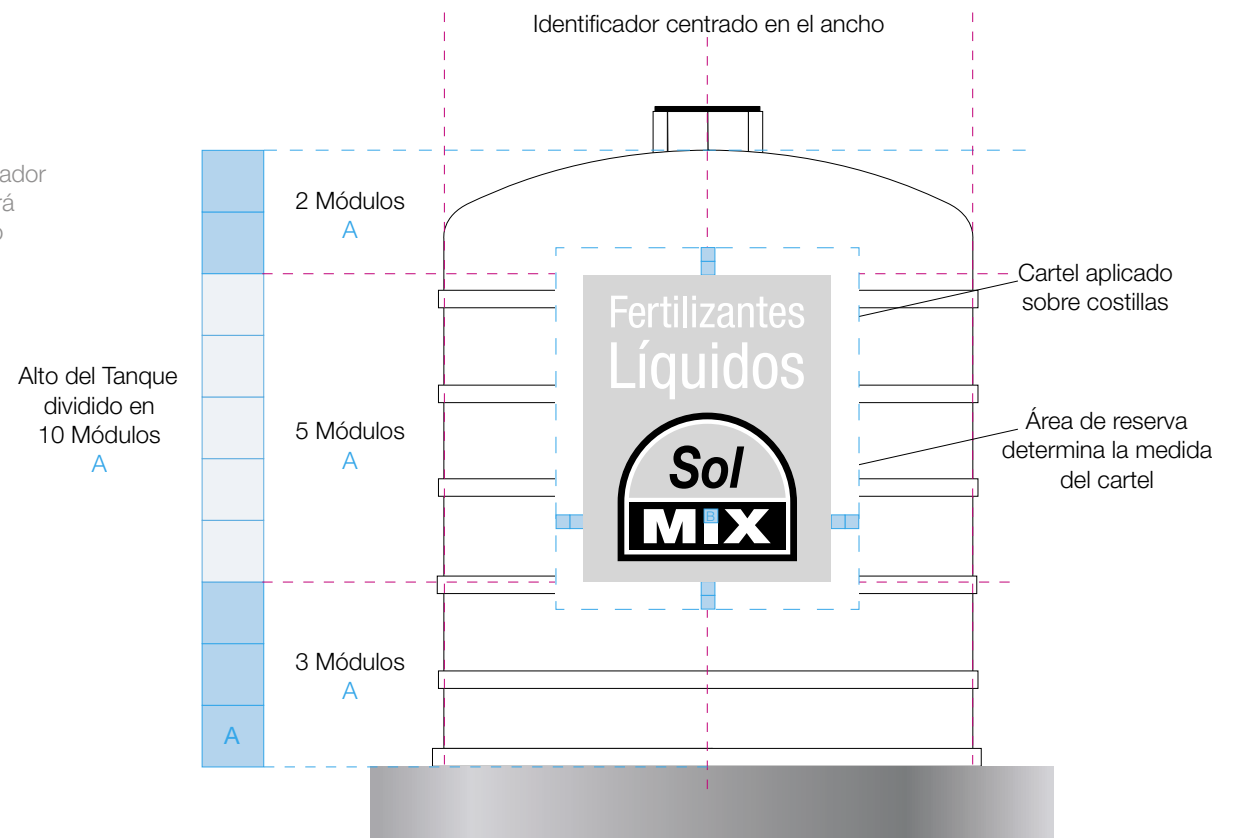 Identificador centrado en el ancho
2 Módulos
A
Cartel aplicado
sobre costillas
Fertilizantes
Líquidos
Alto del Tanque
dividido en
10 Módulos
A
5 Módulos
A
Área de reserva
determina la medida
del cartel
Sol
MiX
B
3 Módulos
A
A